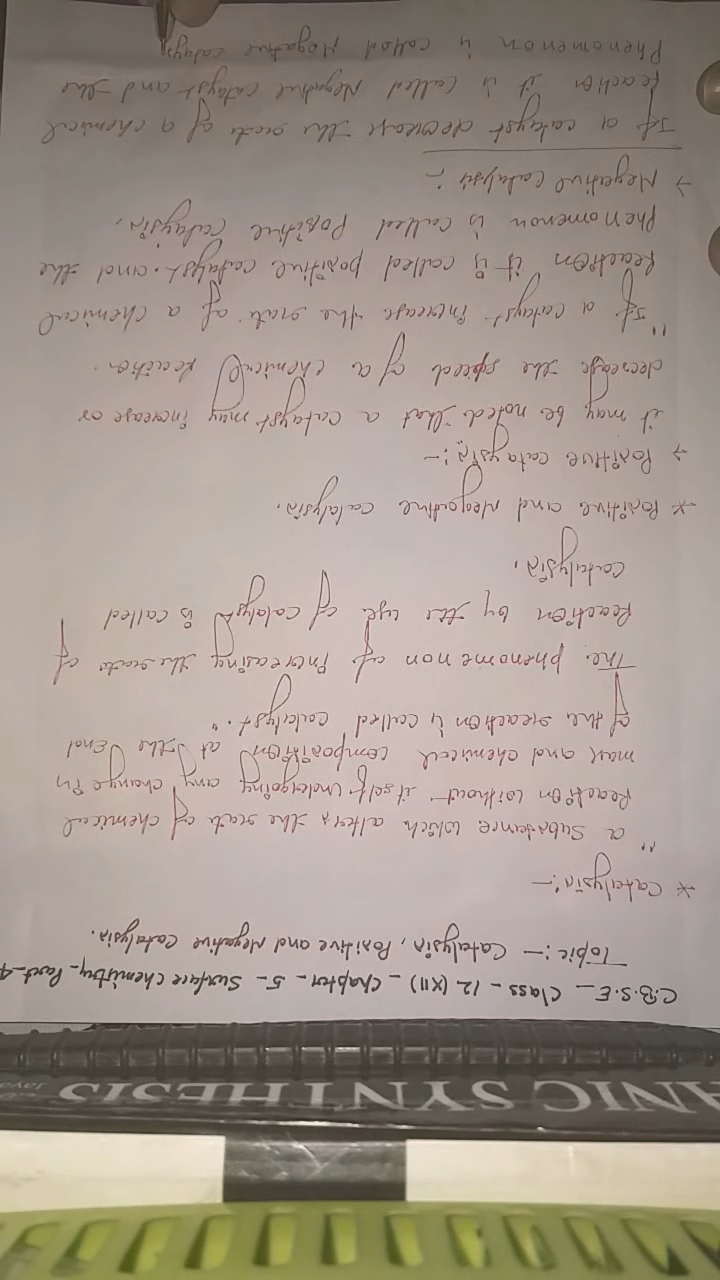 ANIC SYNTHESIS
C.B.S.E - Class - 12 (XII) - Chapter - 5 - Surface Chemistry - Part-4
Topic :- Catalysis, Positive and Negative Catalysis.
* Catalysis :-
" a Substance which alters the rate of chemical
Reaction without itself undergoing any change in
mass and chemical composition at the End
of the reaction is called catalyst."
The phenomenon of increasing the rate of
Reaction by the use of catalyst is called
Catalysis.
* Positive and Negative catalysis.
→ Positive catalysis :-
it may be noted that a catalyst may increase or
decrease the speed of a chemical Reaction.
" If a catalyst increase the rate of a chemical
Reaction it is called positive catalyst. and the
Phenomenon is called Positive catalysis.
→ Negative Catalysis :-
If a catalyst decrease the rate of a chemical
Reaction it is called Negative catalyst and the
Phenomenon is called Negative catalys